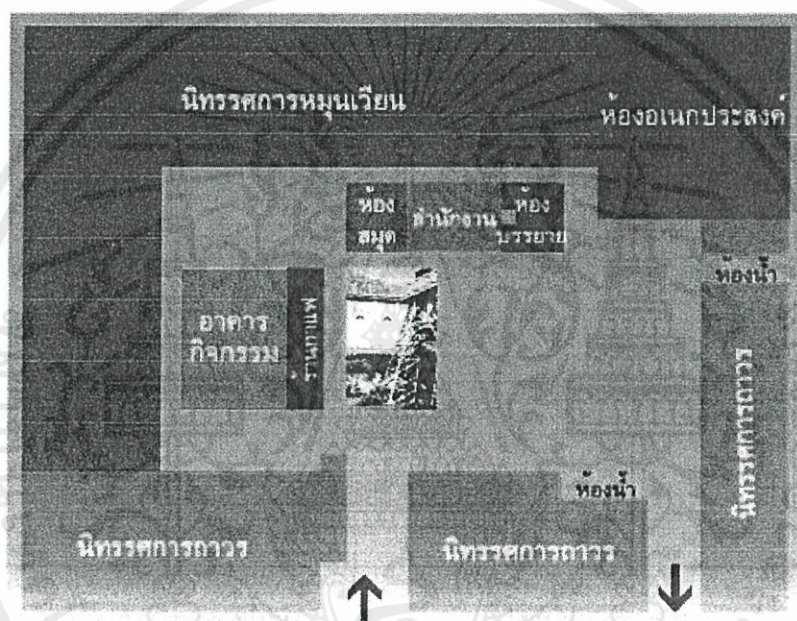 นิทรรศการหมุนเวียน
ห้องอเนกประสงค์
ห้อง
สมุด
สำนักงาน
ห้อง
บรรยาย
ห้องน้ำ
อาคาร
กิจกรรม
ร้านกาแฟ
นิทรรศการถาวร
ห้องน้ำ
นิทรรศการถาวร
นิทรรศการถาวร